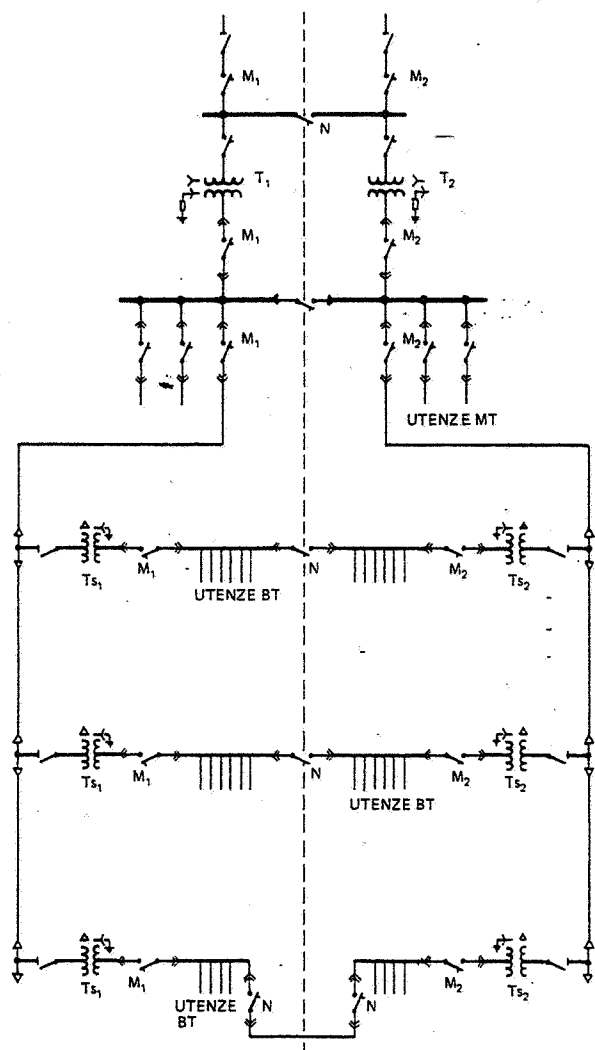 M1 M2
N
T1 T2
M1 M2
M1 M2
UTENZE MT
Ts1 M1 N M2 Ts2
UTENZE BT
Ts1 M1 N M2 Ts2
UTENZE BT
Ts1 M1 M2 Ts2
UTENZE
BT
N N